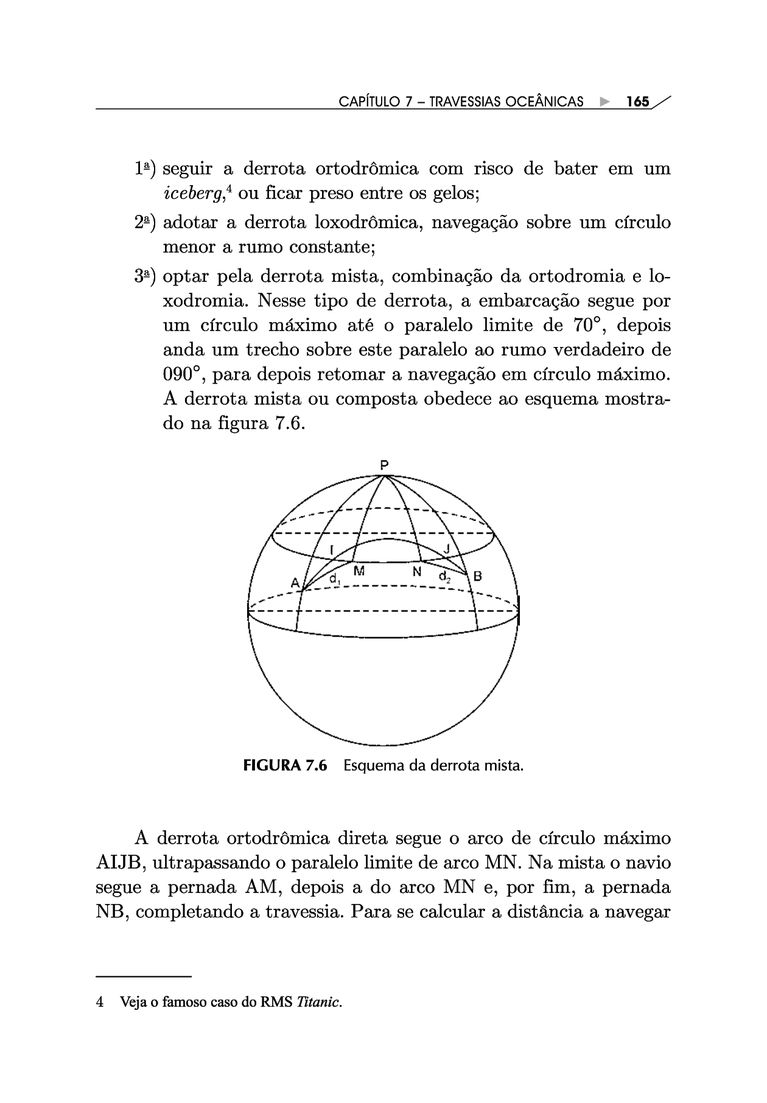 CAPÍTULO 7 – TRAVESSIAS OCEÂNICAS ▶ 165
1ª) seguir a derrota ortodrômica com risco de bater em um
iceberg,⁴ ou ficar preso entre os gelos;
2ª) adotar a derrota loxodrômica, navegação sobre um círculo
menor a rumo constante;
3ª) optar pela derrota mista, combinação da ortodromia e lo-
xodromia. Nesse tipo de derrota, a embarcação segue por
um círculo máximo até o paralelo limite de 70°, depois
anda um trecho sobre este paralelo ao rumo verdadeiro de
090°, para depois retomar a navegação em círculo máximo.
A derrota mista ou composta obedece ao esquema mostra-
do na figura 7.6.
P
I J
A d₁ M N d₂ B
FIGURA 7.6 Esquema da derrota mista.
A derrota ortodrômica direta segue o arco de círculo máximo
AIJB, ultrapassando o paralelo limite de arco MN. Na mista o navio
segue a pernada AM, depois a do arco MN e, por fim, a pernada
NB, completando a travessia. Para se calcular a distância a navegar
4 Veja o famoso caso do RMS Titanic.